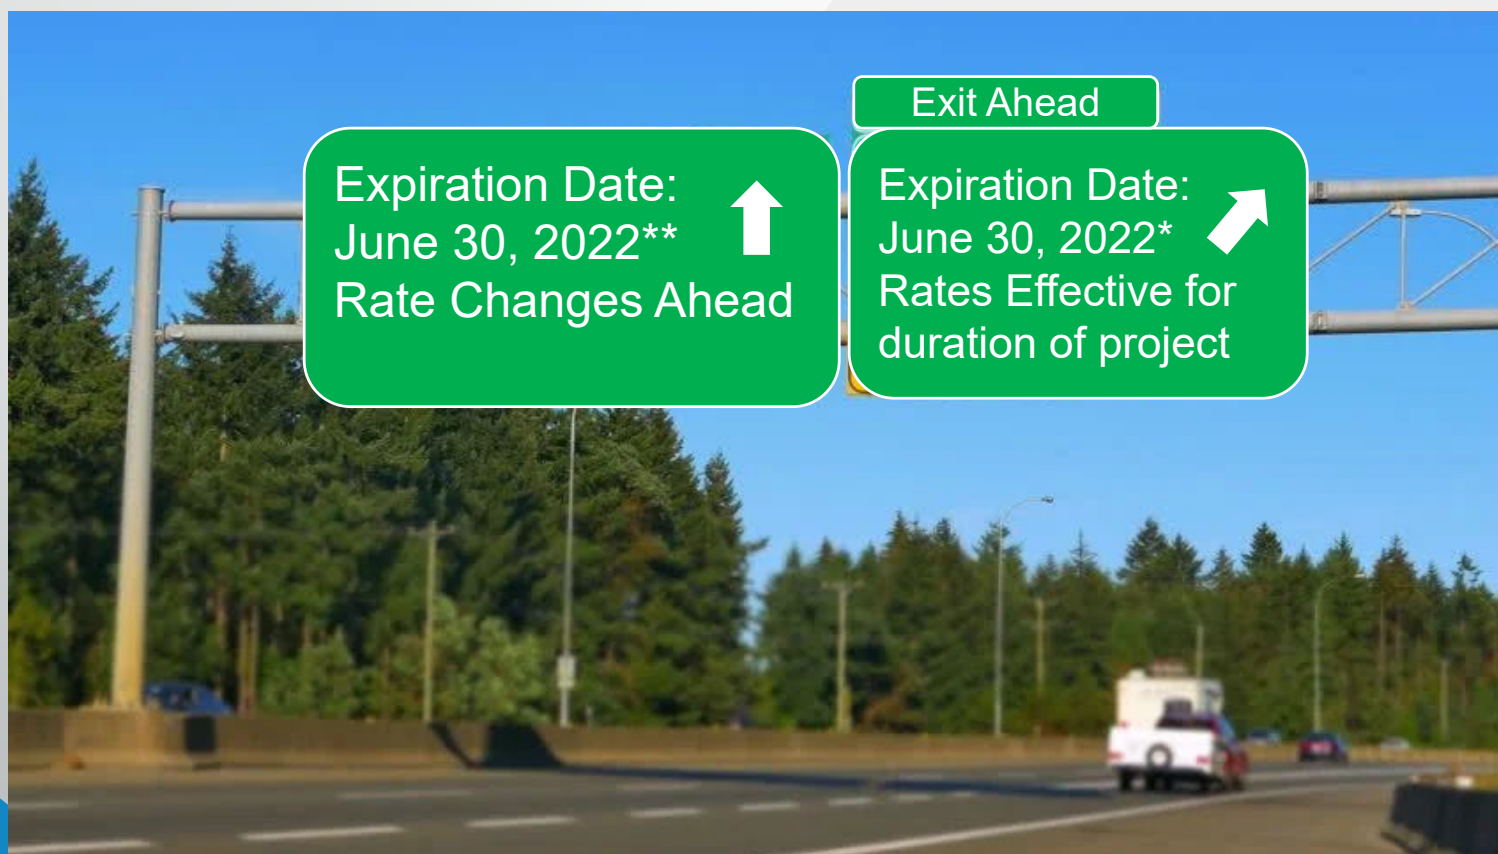 Exit Ahead
Expiration Date:
June 30, 2022**
Rate Changes Ahead
Expiration Date:
June 30, 2022*
Rates Effective for
duration of project